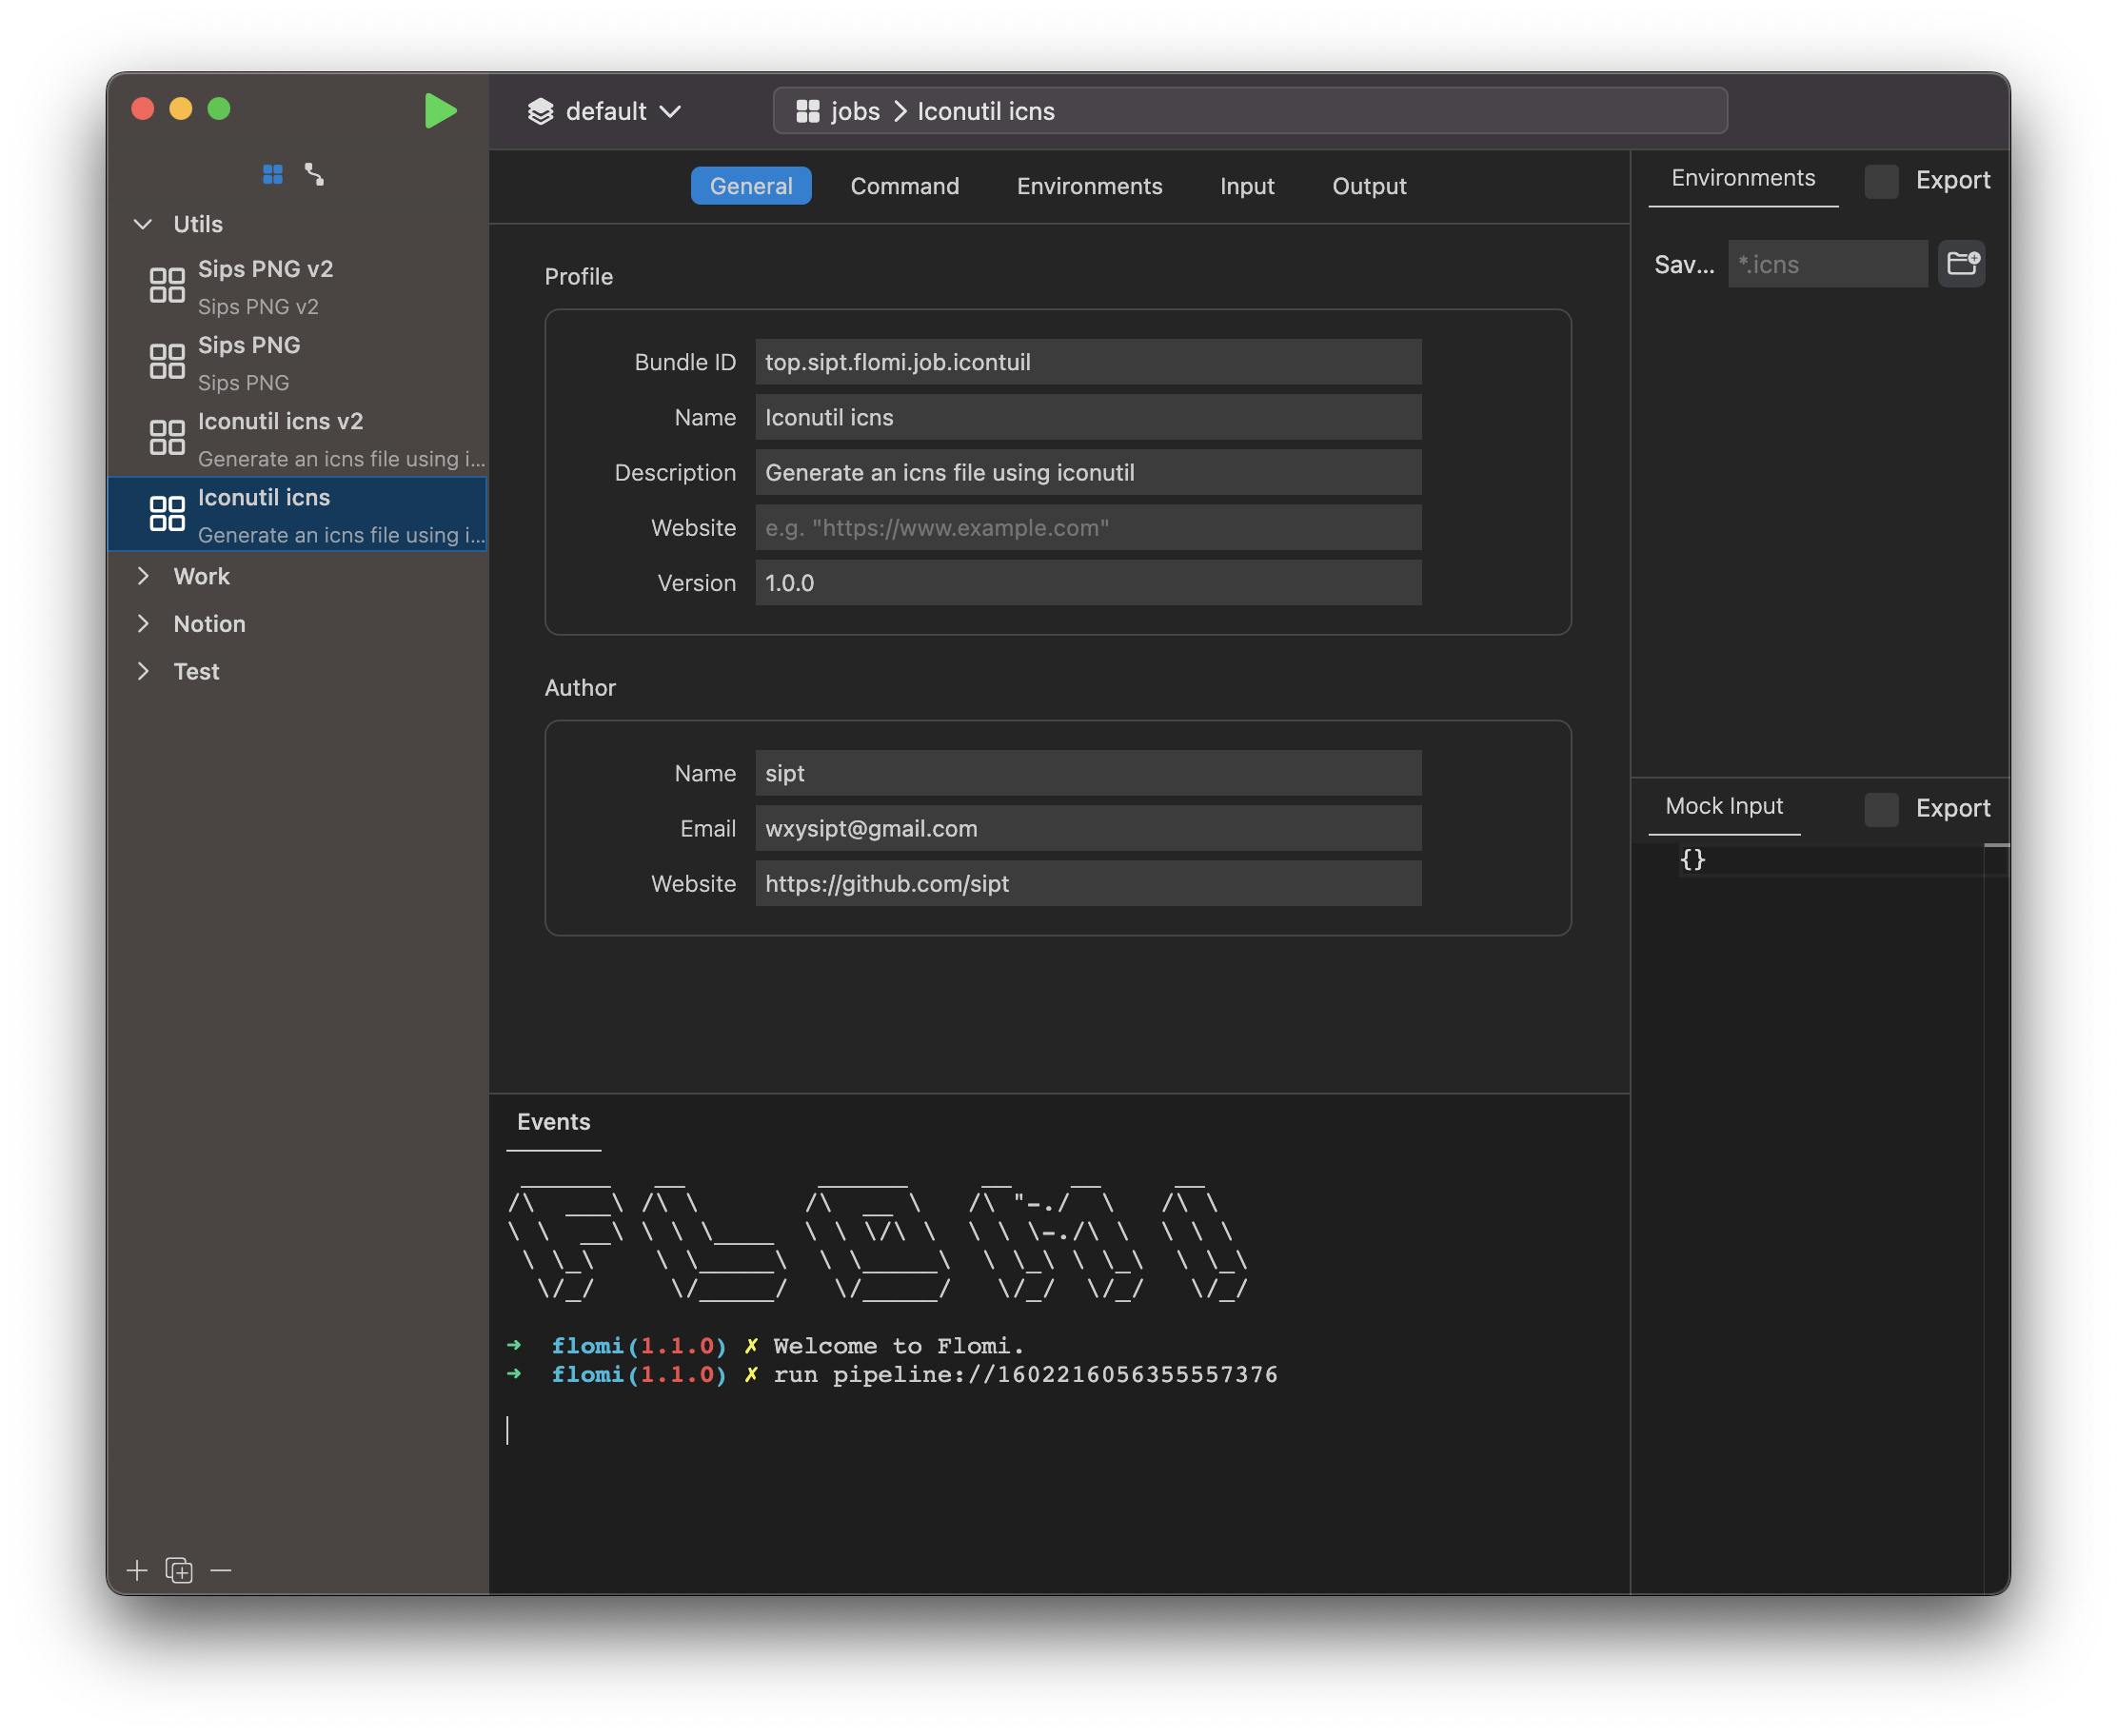 default
jobs > Iconutil icns
Utils
Sips PNG v2
Sips PNG v2
Sips PNG
Sips PNG
Iconutil icns v2
Generate an icns file using i...
Iconutil icns
Generate an icns file using i...
Work
Notion
Test
General Command Environments Input Output
Profile
Bundle ID top.sipt.flomi.job.icontuil
Name Iconutil icns
Description Generate an icns file using iconutil
Website e.g. "https://www.example.com"
Version 1.0.0
Author
Name sipt
Email wxysipt@gmail.com
Website https://github.com/sipt
Events
FLOMI
➜ flomi(1.1.0) ✗ Welcome to Flomi.
➜ flomi(1.1.0) ✗ run pipeline://1602216056355557376
Environments Export
Sav... *.icns
Mock Input Export
{}